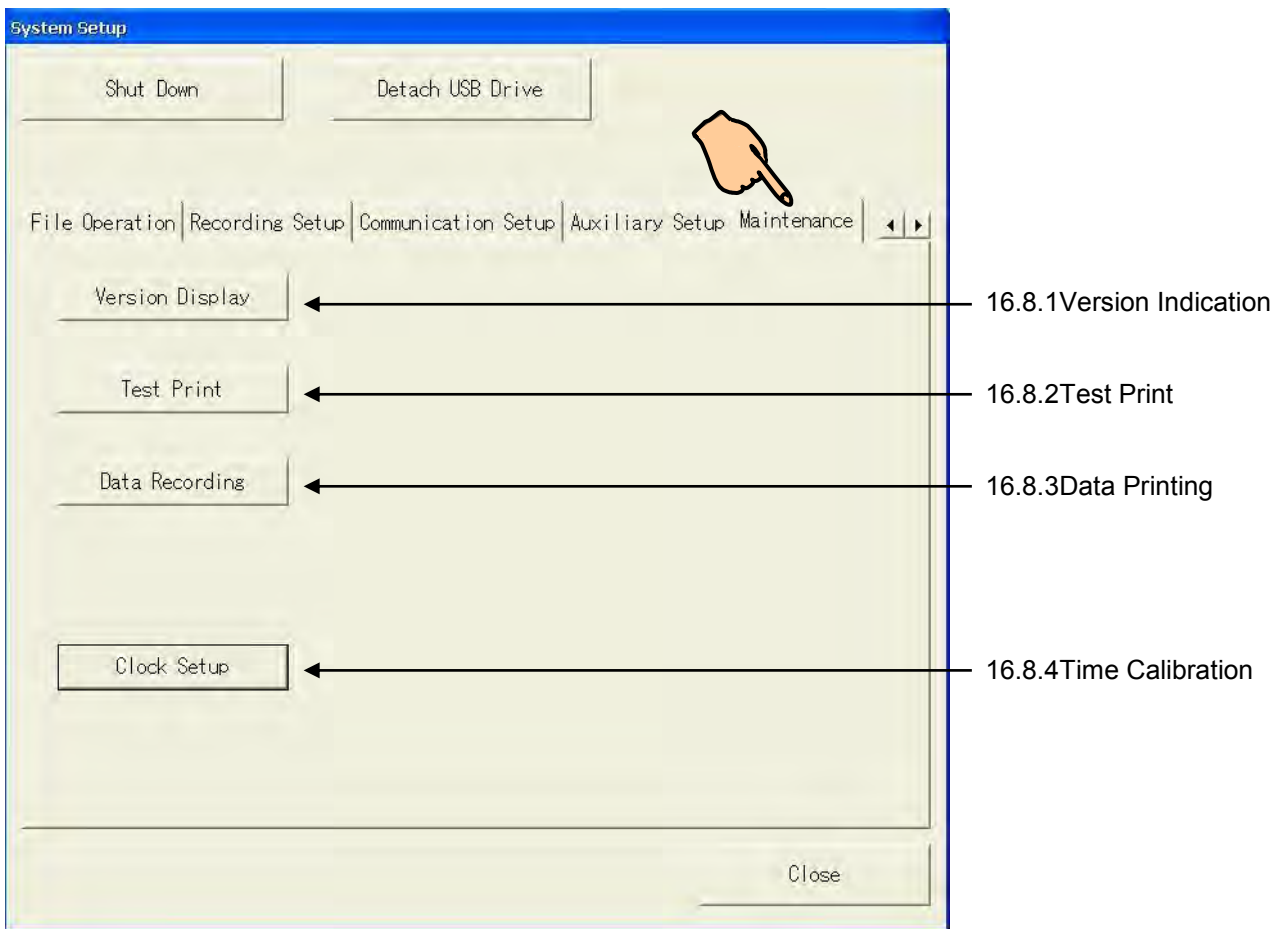 System Setup
Shut Down Detach USB Drive
File Operation Recording Setup Communication Setup Auxiliary Setup Maintenance
Version Display 16.8.1Version Indication
Test Print 16.8.2Test Print
Data Recording 16.8.3Data Printing
Clock Setup 16.8.4Time Calibration
Close